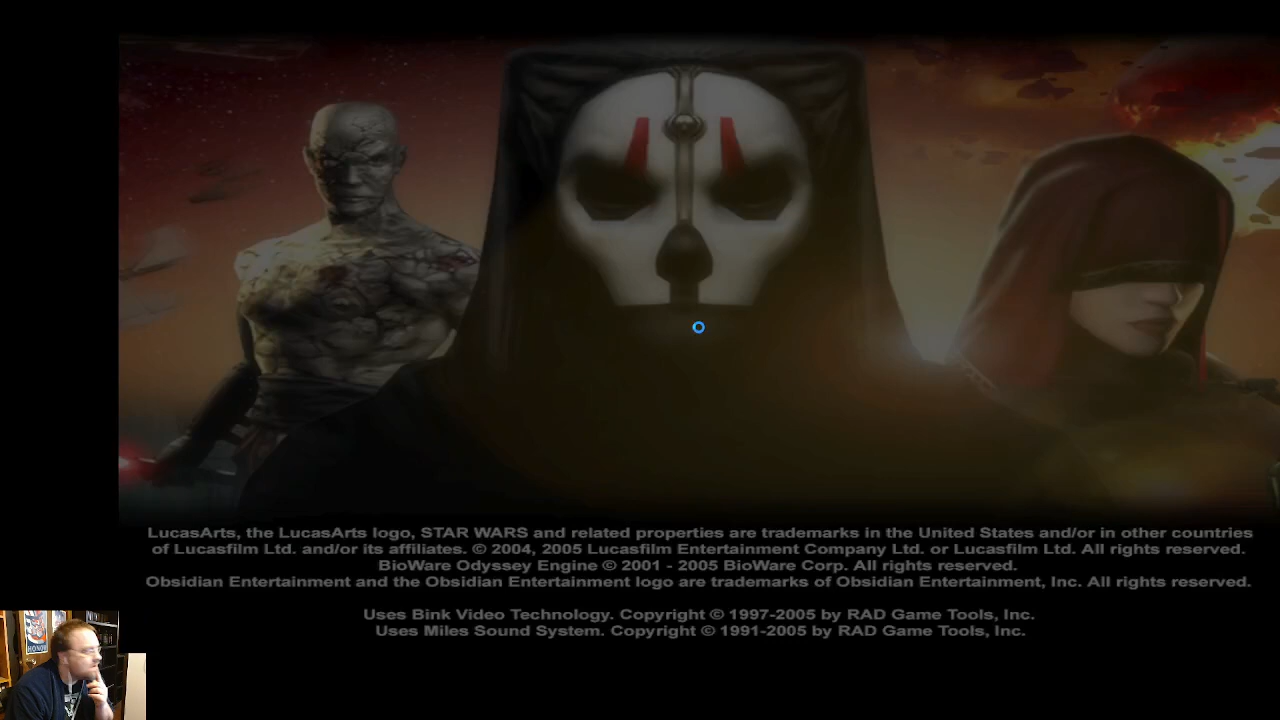 LucasArts, the LucasArts logo, STAR WARS and related properties are trademarks in the United States and/or in other countries
of Lucasfilm Ltd. and/or its affiliates. © 2004, 2005 Lucasfilm Entertainment Company Ltd. or Lucasfilm Ltd. All rights reserved.
BioWare Odyssey Engine © 2001 - 2005 BioWare Corp. All rights reserved.
Obsidian Entertainment and the Obsidian Entertainment logo are trademarks of Obsidian Entertainment, Inc. All rights reserved.
Uses Bink Video Technology. Copyright © 1997-2005 by RAD Game Tools, Inc.
Uses Miles Sound System. Copyright © 1991-2005 by RAD Game Tools, Inc.
HONOR